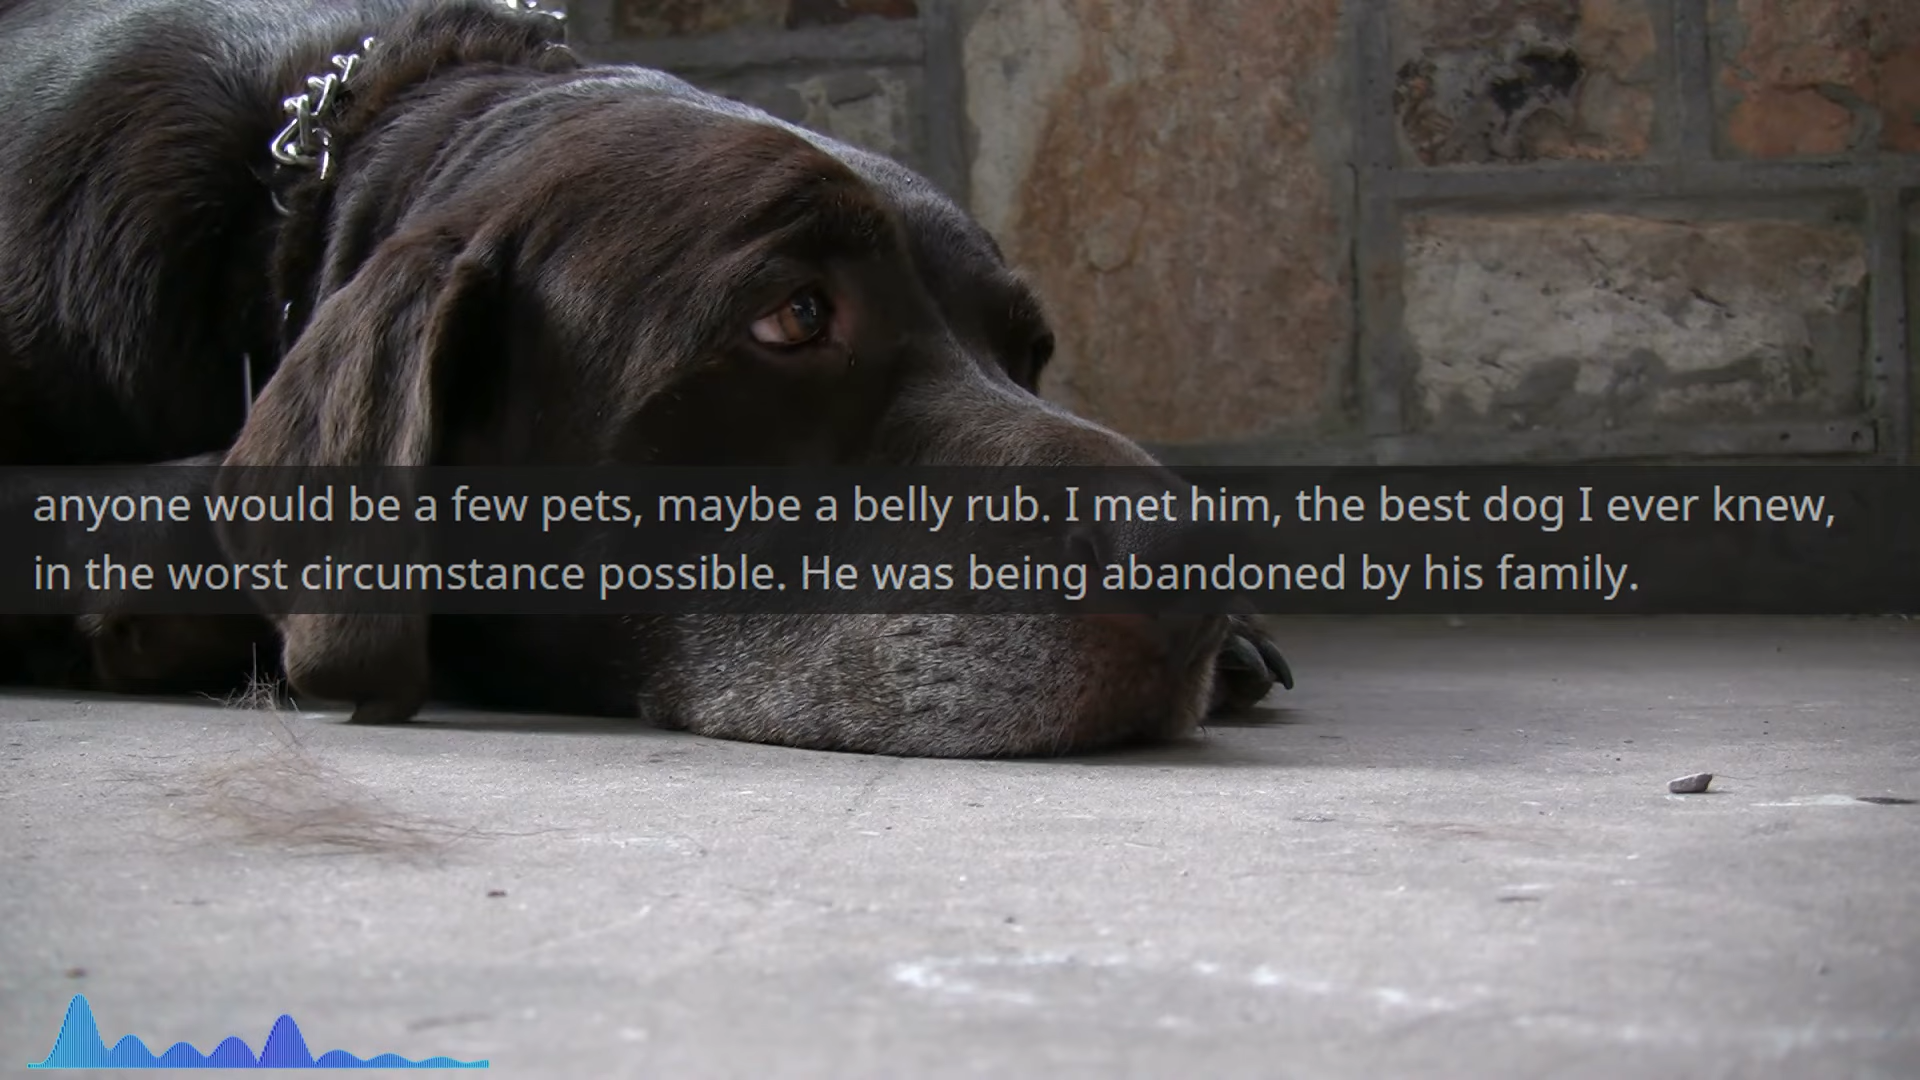 anyone would be a few pets, maybe a belly rub. I met him, the best dog I ever knew,
in the worst circumstance possible. He was being abandoned by his family.